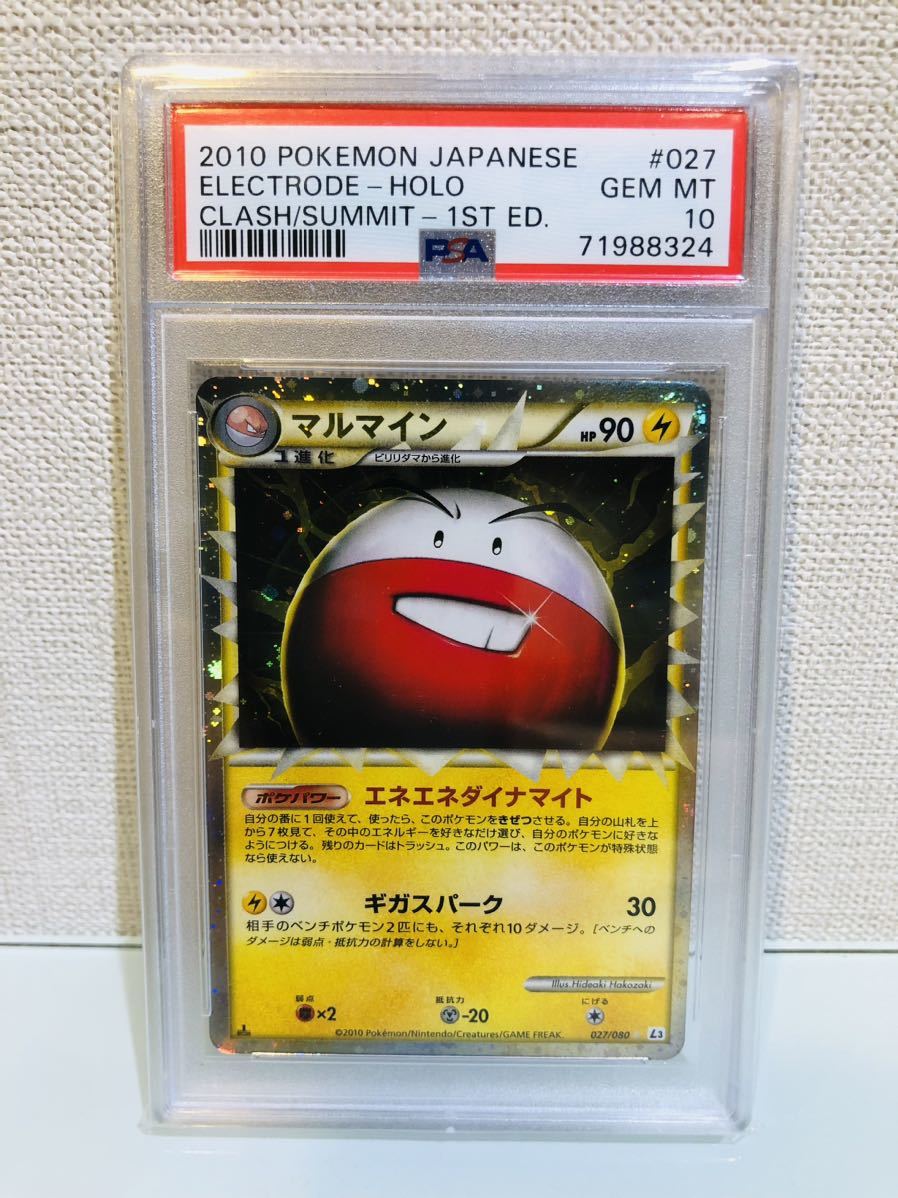 2010 POKEMON JAPANESE #027
ELECTRODE-HOLO GEM MT
CLASH/SUMMIT-1ST ED. 10
PSA 71988324
マルマイン HP90
1進化 ビリリダマから進化
ポケパワー エネエネダイナマイト
自分の番に1回使えて、使ったら、このポケモンをきぜつさせる。自分の山札を上
から7枚見て、その中のエネルギーを好きなだけ選び、自分のポケモンに好きな
ようにつける。残りのカードはトラッシュ。このパワーは、このポケモンが特殊状態
なら使えない。
ギガスパーク 30
相手のベンチポケモン2匹にも、それぞれ10ダメージ。[ベンチへの
ダメージは弱点・抵抗力の計算をしない。]
Illus. Hideaki Hakozaki
弱点 抵抗力 にげる
×2 -20
1 ©2010 Pokémon/Nintendo/Creatures/GAME FREAK. 027/080 L3